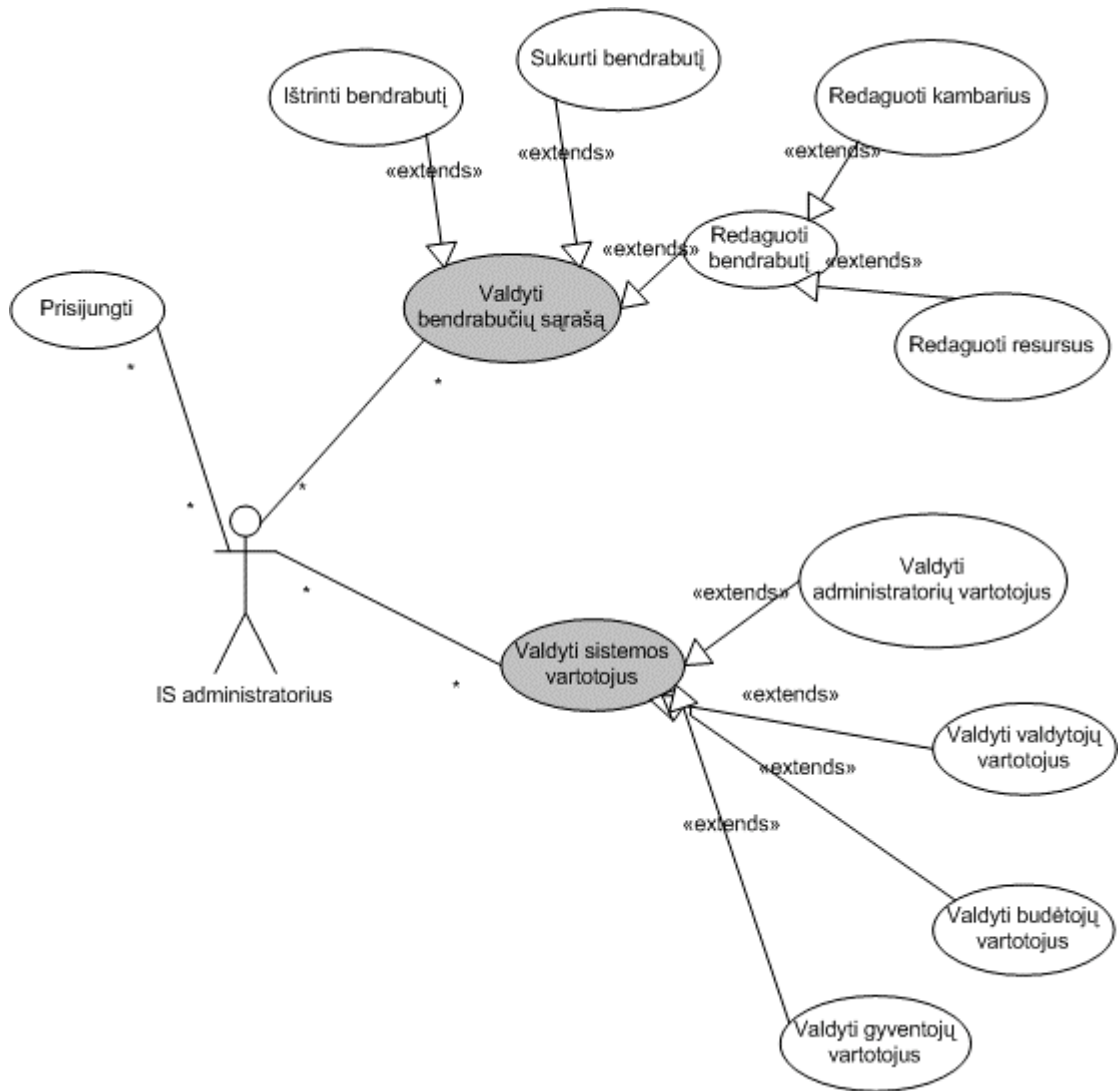 Sukurti bendrabutį
Ištrinti bendrabutį
Redaguoti kambarius
«extends»
«extends»
«extends»
Redaguoti
bendrabutį
«extends»
«extends»
Valdyti
bendrabučių sąrašą
Prisijungti
Redaguoti resursus
*
*
*
*
IS administratorius
*
*
Valdyti
administratorių vartotojus
«extends»
Valdyti sistemos
vartotojus
«extends»
Valdyti valdytojų
vartotojus
«extends»
«extends»
Valdyti budėtojų
vartotojus
Valdyti gyventojų
vartotojus